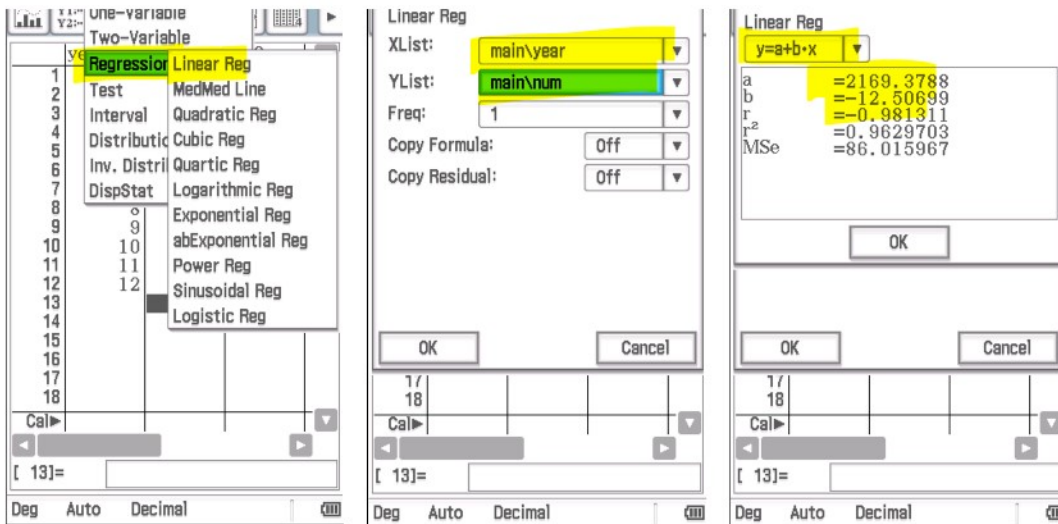 Y1:
Y2:
One-Variable
Two-Variable
Regression
Test
Interval
DispStat
Linear Reg
MedMed Line
Quadratic Reg
Cubic Reg
Quartic Reg
Logarithmic Reg
Exponential Reg
abExponential Reg
Power Reg
Sinusoidal Reg
Logistic Reg
1
2
3
4
5
6
7
8 8
9 9
10 10
11 11
12 12
13
14
15
16
17
18
Cal▶
[ 13]=
Deg Auto Decimal
Linear Reg
XList: main\year
YList: main\num
Freq: 1
Copy Formula: Off
Copy Residual: Off
OK Cancel
17
18
Cal▶
[ 13]=
Deg Auto Decimal
Linear Reg
y=a+b·x
a =2169.3788
b =-12.50699
r =-0.981311
r² =0.9629703
MSe =86.015967
OK
OK Cancel
17
18
Cal▶
[ 13]=
Deg Auto Decimal